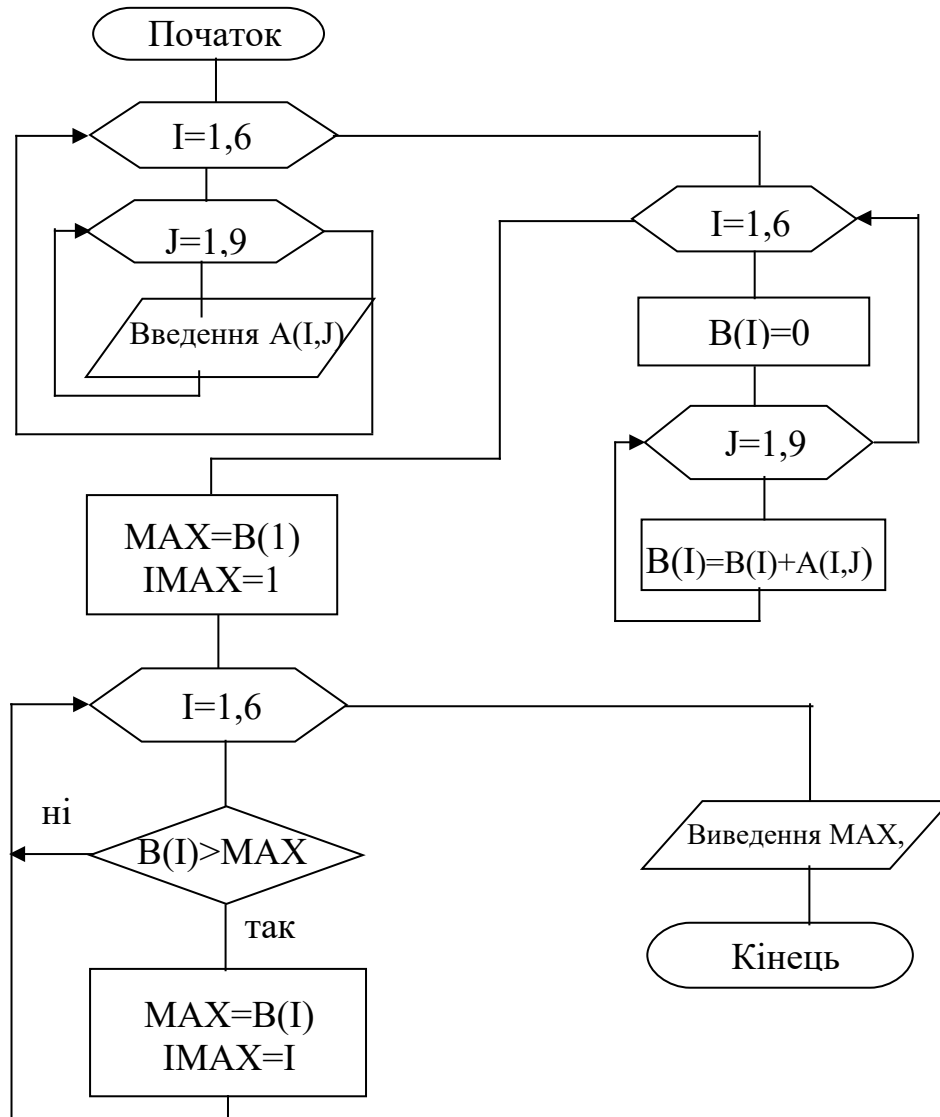 Початок
I=1,6
J=1,9
Введення A(I,J)
I=1,6
B(I)=0
J=1,9
B(I)=B(I)+A(I,J)
MAX=B(1)
IMAX=1
I=1,6
ні
B(I)>MAX
так
MAX=B(I)
IMAX=I
Виведення MAX,
Кінець